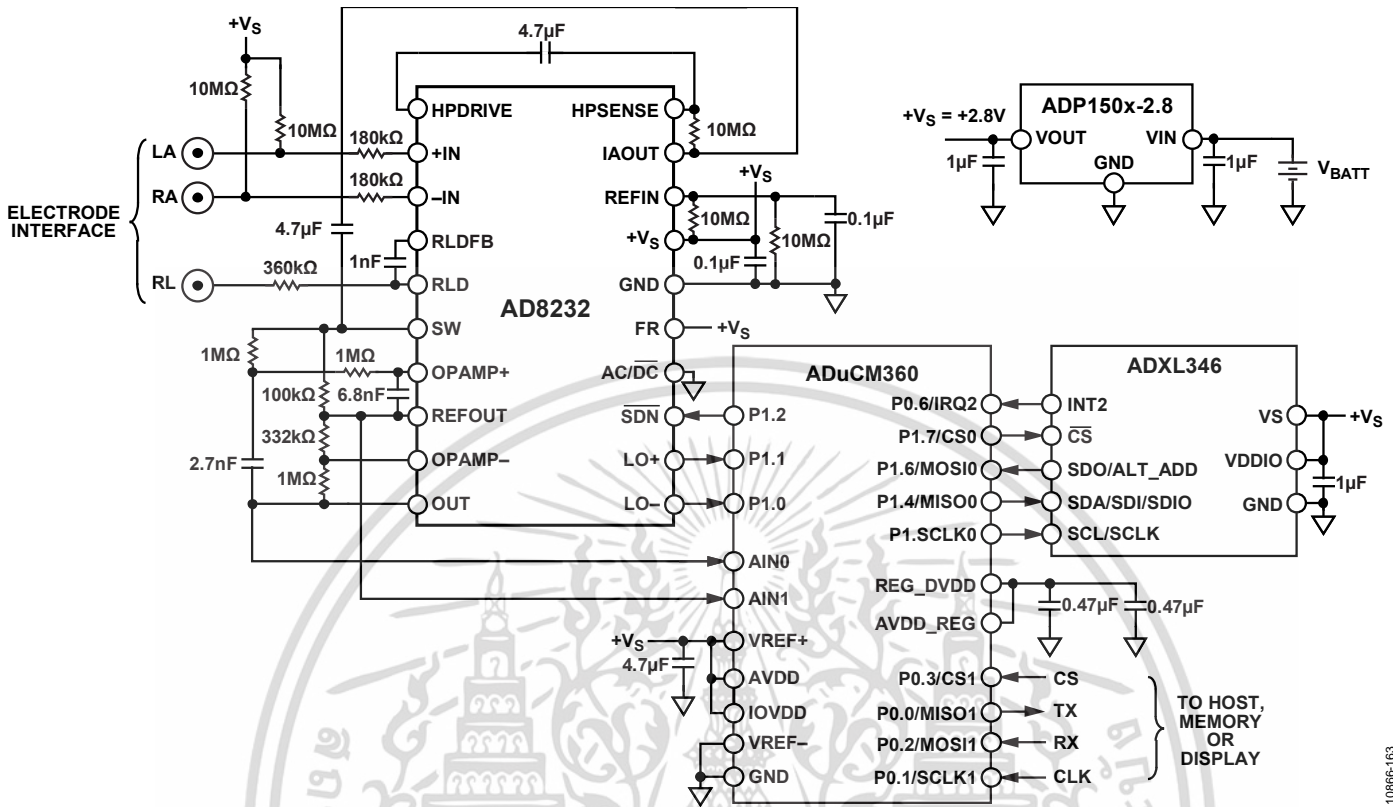 +VS
10MΩ
10MΩ
4.7µF
HPDRIVE
HPSENSE
10MΩ
LA
180kΩ
+IN
IAOUT
RA
180kΩ
–IN
REFIN
+VS
ELECTRODE
INTERFACE
4.7µF
RLDFB
1nF
10MΩ
+VS
0.1µF
10MΩ
0.1µF
RL
360kΩ
RLD
GND
AD8232
SW
FR
+VS
1MΩ
1MΩ
OPAMP+
AC/DC
100kΩ
6.8nF
REFOUT
SDN
332kΩ
2.7nF
OPAMP–
LO+
1MΩ
OUT
LO–
+VS = +2.8V
ADP150x-2.8
VOUT
VIN
GND
1µF
1µF
VBATT
ADuCM360
P1.2
P1.1
P1.0
AIN0
AIN1
+VS
4.7µF
VREF+
AVDD
IOVDD
VREF–
GND
P0.6/IRQ2
P1.7/CS0
P1.6/MOSI0
P1.4/MISO0
P1.SCLK0
REG_DVDD
AVDD_REG
0.47µF
0.47µF
P0.3/CS1
P0.0/MISO1
P0.2/MOSI1
P0.1/SCLK1
CS
TX
RX
CLK
TO HOST,
MEMORY
OR
DISPLAY
ADXL346
INT2
CS
SDO/ALT_ADD
SDA/SDI/SDIO
SCL/SCLK
VS
+VS
VDDIO
GND
1µF
10866-163